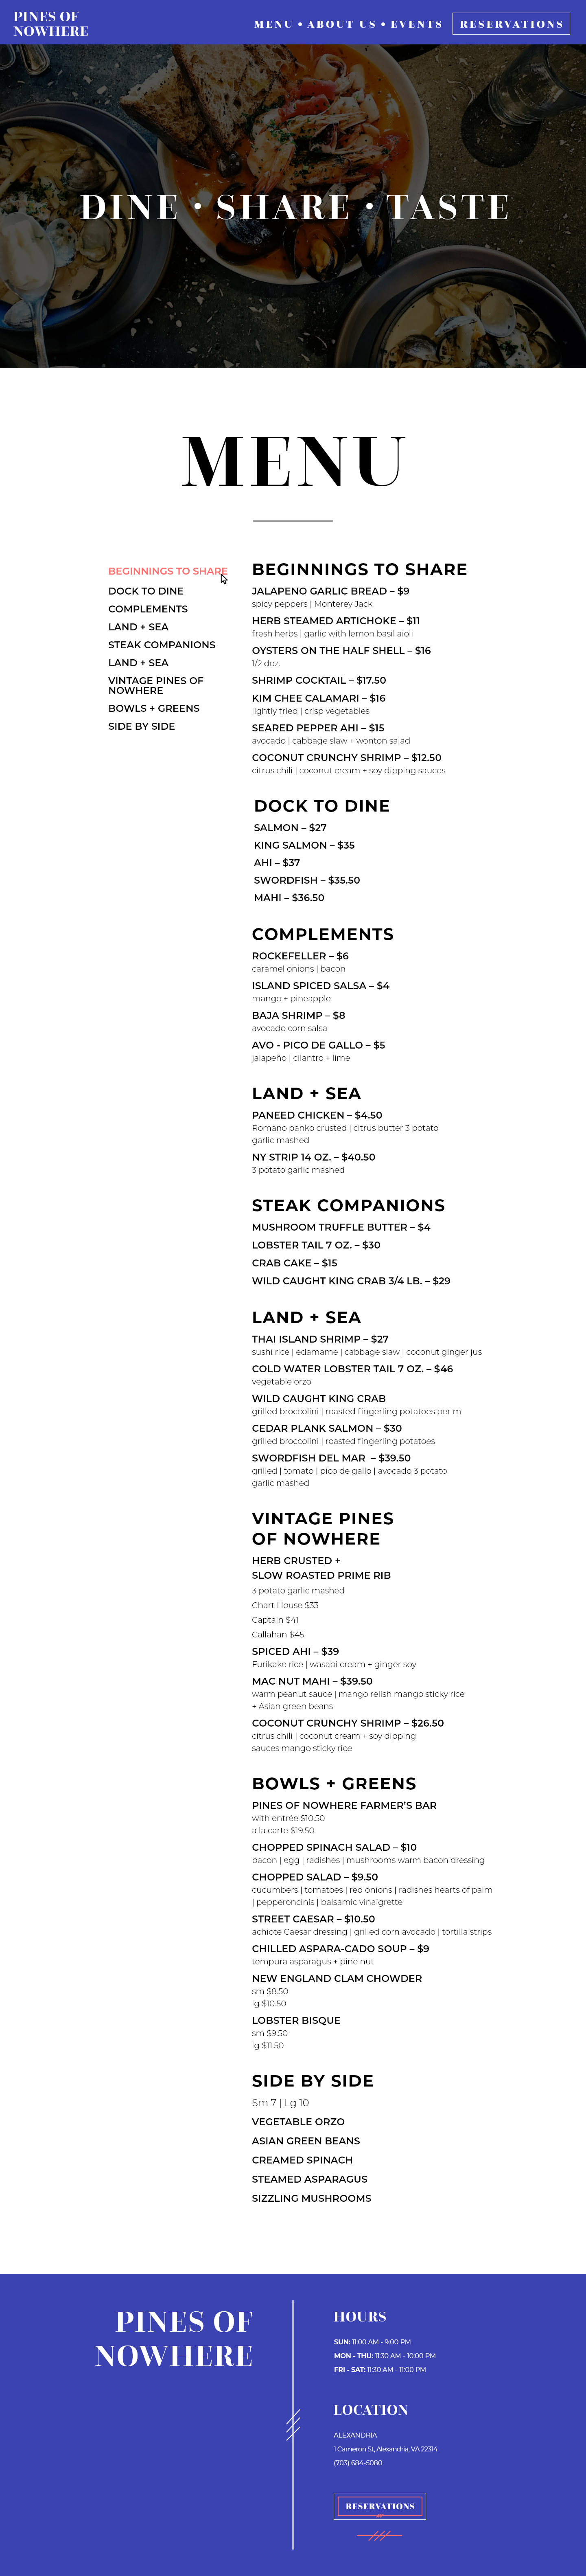 PINES OF
NOWHERE
MENU • ABOUT US • EVENTS
RESERVATIONS
DINE • SHARE • TASTE
MENU
BEGINNINGS TO SHARE
DOCK TO DINE
COMPLEMENTS
LAND + SEA
STEAK COMPANIONS
LAND + SEA
VINTAGE PINES OF
NOWHERE
BOWLS + GREENS
SIDE BY SIDE
BEGINNINGS TO SHARE
JALAPENO GARLIC BREAD – $9
spicy peppers | Monterey Jack
HERB STEAMED ARTICHOKE – $11
fresh herbs | garlic with lemon basil aioli
OYSTERS ON THE HALF SHELL – $16
1/2 doz.
SHRIMP COCKTAIL – $17.50
KIM CHEE CALAMARI – $16
lightly fried | crisp vegetables
SEARED PEPPER AHI – $15
avocado | cabbage slaw + wonton salad
COCONUT CRUNCHY SHRIMP – $12.50
citrus chili | coconut cream + soy dipping sauces
DOCK TO DINE
SALMON – $27
KING SALMON – $35
AHI – $37
SWORDFISH – $35.50
MAHI – $36.50
COMPLEMENTS
ROCKEFELLER – $6
caramel onions | bacon
ISLAND SPICED SALSA – $4
mango + pineapple
BAJA SHRIMP – $8
avocado corn salsa
AVO - PICO DE GALLO – $5
jalapeño | cilantro + lime
LAND + SEA
PANEED CHICKEN – $4.50
Romano panko crusted | citrus butter 3 potato
garlic mashed
NY STRIP 14 OZ. – $40.50
3 potato garlic mashed
STEAK COMPANIONS
MUSHROOM TRUFFLE BUTTER – $4
LOBSTER TAIL 7 OZ. – $30
CRAB CAKE – $15
WILD CAUGHT KING CRAB 3/4 LB. – $29
LAND + SEA
THAI ISLAND SHRIMP – $27
sushi rice | edamame | cabbage slaw | coconut ginger jus
COLD WATER LOBSTER TAIL 7 OZ. – $46
vegetable orzo
WILD CAUGHT KING CRAB
grilled broccolini | roasted fingerling potatoes per m
CEDAR PLANK SALMON – $30
grilled broccolini | roasted fingerling potatoes
SWORDFISH DEL MAR – $39.50
grilled | tomato | pico de gallo | avocado 3 potato
garlic mashed
VINTAGE PINES
OF NOWHERE
HERB CRUSTED +
SLOW ROASTED PRIME RIB
3 potato garlic mashed
Chart House $33
Captain $41
Callahan $45
SPICED AHI – $39
Furikake rice | wasabi cream + ginger soy
MAC NUT MAHI – $39.50
warm peanut sauce | mango relish mango sticky rice
+ Asian green beans
COCONUT CRUNCHY SHRIMP – $26.50
citrus chili | coconut cream + soy dipping
sauces mango sticky rice
BOWLS + GREENS
PINES OF NOWHERE FARMER’S BAR
with entrée $10.50
a la carte $19.50
CHOPPED SPINACH SALAD – $10
bacon | egg | radishes | mushrooms warm bacon dressing
CHOPPED SALAD – $9.50
cucumbers | tomatoes | red onions | radishes hearts of palm
| pepperoncinis | balsamic vinaigrette
STREET CAESAR – $10.50
achiote Caesar dressing | grilled corn avocado | tortilla strips
CHILLED ASPARA-CADO SOUP – $9
tempura asparagus + pine nut
NEW ENGLAND CLAM CHOWDER
sm $8.50
lg $10.50
LOBSTER BISQUE
sm $9.50
lg $11.50
SIDE BY SIDE
Sm 7 | Lg 10
VEGETABLE ORZO
ASIAN GREEN BEANS
CREAMED SPINACH
STEAMED ASPARAGUS
SIZZLING MUSHROOMS
PINES OF
NOWHERE
HOURS
SUN: 11:00 AM - 9:00 PM
MON - THU: 11:30 AM - 10:00 PM
FRI - SAT: 11:30 AM - 11:00 PM
LOCATION
ALEXANDRIA
1 Cameron St, Alexandria, VA 22314
(703) 684-5080
RESERVATIONS